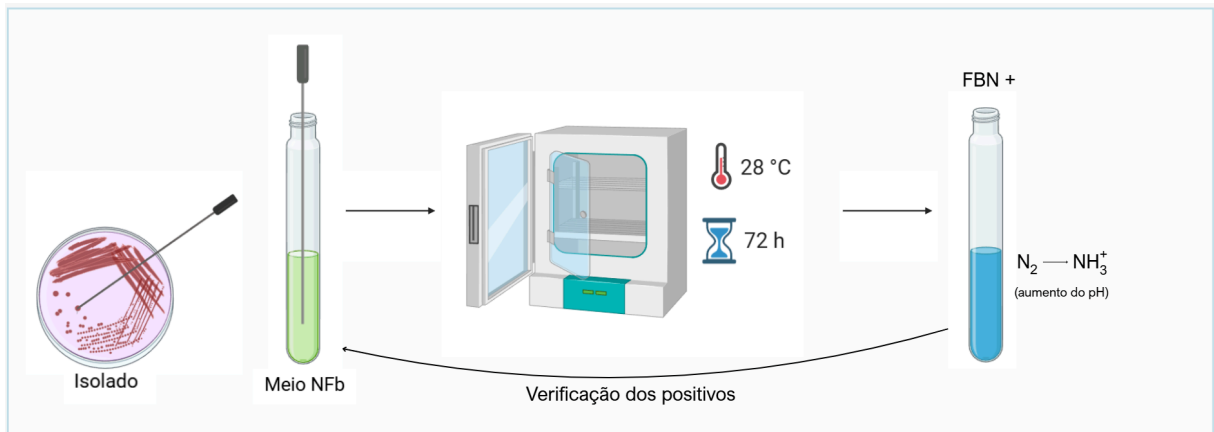 Isolado
Meio NFb
28 °C
72 h
FBN +
N₂ → NH₃⁺
(aumento do pH)
Verificação dos positivos